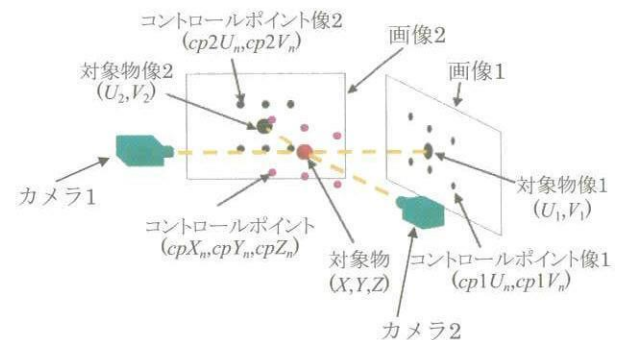 コントロールポイント像2
(cp2Un,cp2Vn)
画像2
対象物像2
(U2,V2)
画像1
カメラ1
対象物像1
(U1,V1)
コントロールポイント
(cpXn,cpYn,cpZn)
対象物
(X,Y,Z)
コントロールポイント像1
(cp1Un,cp1Vn)
カメラ2